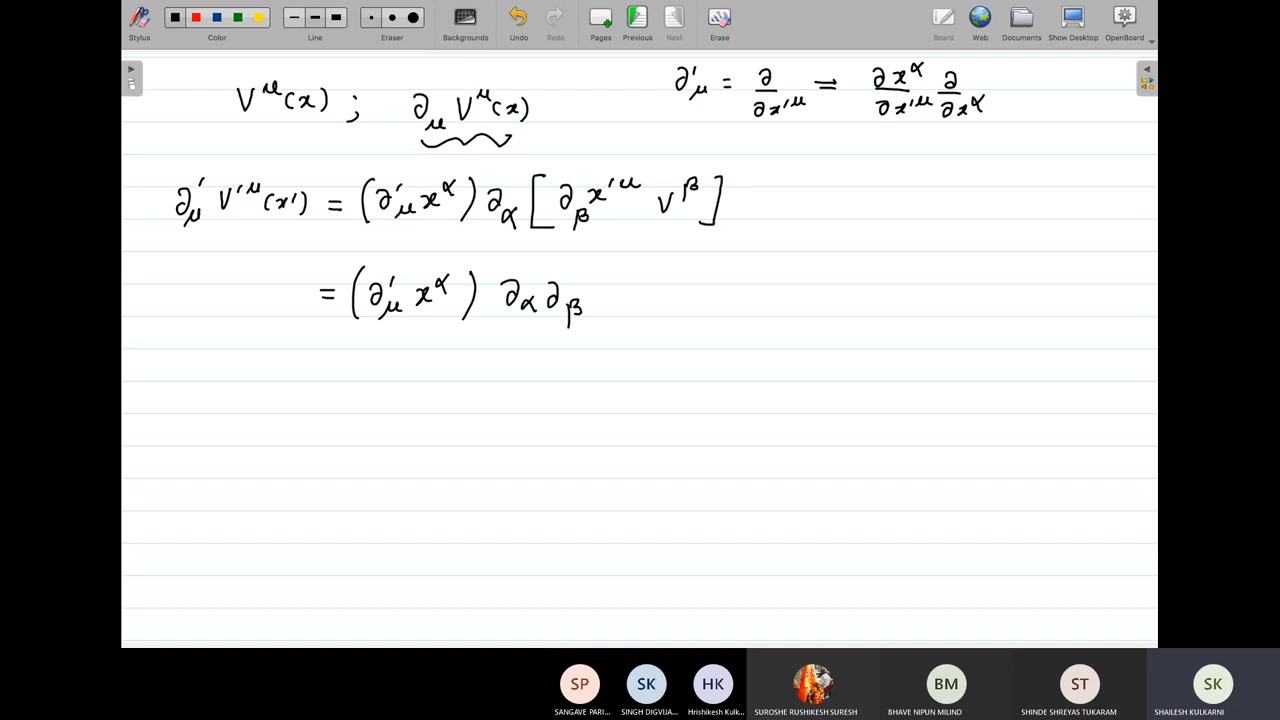 Stylus Color Line Eraser Backgrounds Undo Redo Pages Previous Next Erase Board Web Documents Show Desktop OpenBoard
V^μ(x) ; ∂_μ V^μ(x)
∂'_μ = ∂/∂x'^μ = ∂x^α/∂x'^μ ∂/∂x^α
∂'_μ V'^μ(x') = (∂'_μ x^α) ∂_α [ ∂_β x'^μ V^β ]
= (∂'_μ x^α) ∂_α ∂_β
SP SK HK BM ST SK
SANGAVE PARI... SINGH DIGVIJA... Hrishikesh Kulk... SUROSHE RUSHIKESH SURESH BHAVE NIPUN MILIND SHINDE SHREYAS TUKARAM SHAILESH KULKARNI